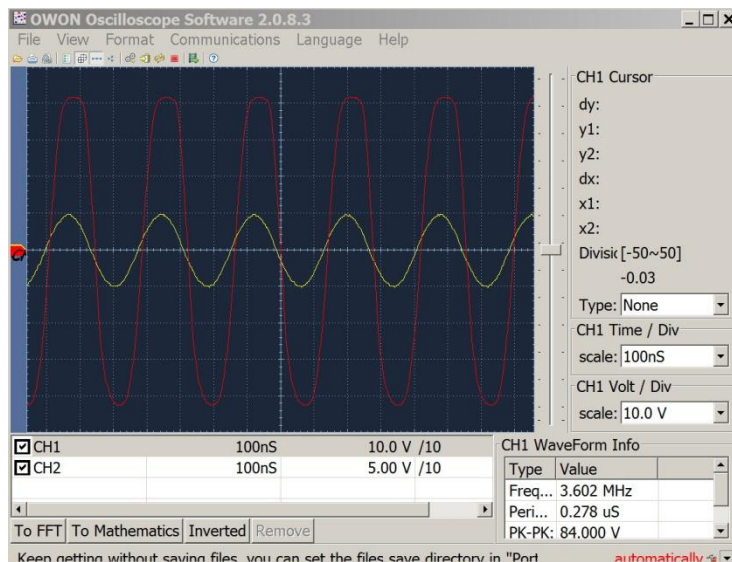 OWON Oscilloscope Software 2.0.8.3
File View Format Communications Language Help
CH1 Cursor
dy:
y1:
y2:
dx:
x1:
x2:
Divisic [-50~50]
-0.03
Type: None
CH1 Time / Div
scale: 100nS
CH1 Volt / Div
scale: 10.0 V
CH1 100nS 10.0 V /10
CH2 100nS 5.00 V /10
CH1 WaveForm Info
Type Value
Freq... 3.602 MHz
Peri... 0.278 uS
PK-PK: 84.000 V
To FFT To Mathematics Inverted Remove
Keep getting without saving files, you can set the files save directory in "Port automatically